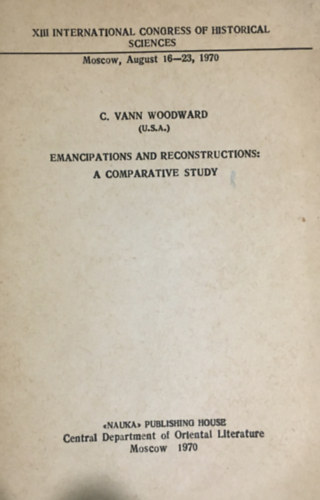 XIII INTERNATIONAL CONGRESS OF HISTORICAL
SCIENCES
Moscow, August 16—23, 1970
C. VANN WOODWARD
(U.S.A.)
EMANCIPATIONS AND RECONSTRUCTIONS:
A COMPARATIVE STUDY
«NAUKA» PUBLISHING HOUSE
Central Department of Oriental Literature
Moscow 1970